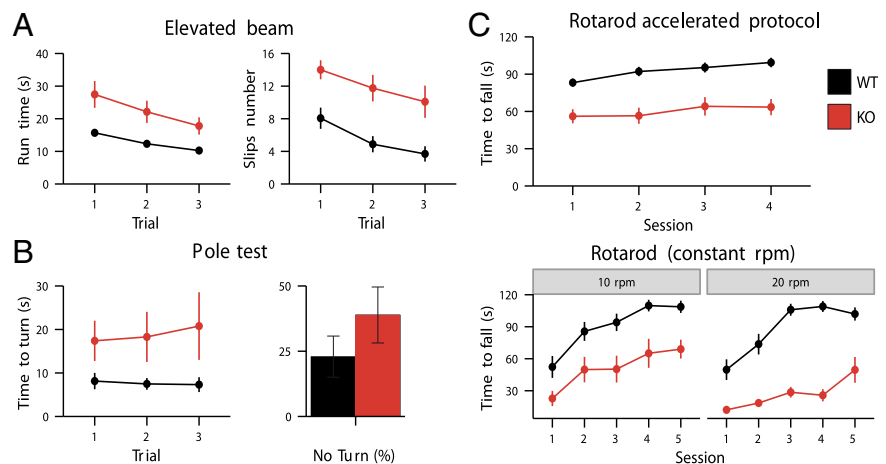 A
Elevated beam
Run time (s)
40
30
20
10
0
1 2 3
Trial
Slips number
16
12
8
4
0
1 2 3
Trial
B
Pole test
Time to turn (s)
30
20
10
0
1 2 3
Trial
50
25
0
No Turn (%)
C
Rotarod accelerated protocol
Time to fall (s)
120
90
60
30
0
1 2 3 4
Session
WT
KO
Rotarod (constant rpm)
10 rpm
20 rpm
Time to fall (s)
120
90
60
30
1 2 3 4 5
1 2 3 4 5
Session